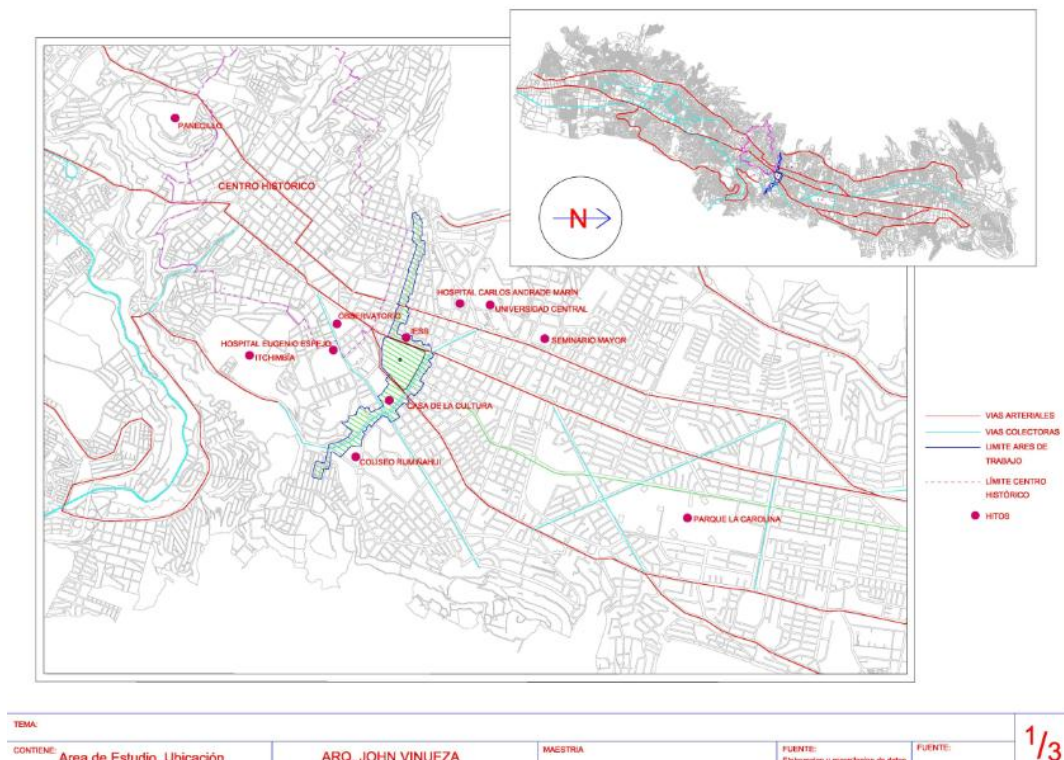 PANECILLO
CENTRO HISTÓRICO
N
HOSPITAL CARLOS ANDRADE MARÍN
UNIVERSIDAD CENTRAL
OBSERVATORIO
IESS
SEMINARIO MAYOR
HOSPITAL EUGENIO ESPEJO
ITCHIMBÍA
CASA DE LA CULTURA
COLISEO RUMIÑAHUI
PARQUE LA CAROLINA
VIAS ARTERIALES
VIAS COLECTORAS
LIMITE ARES DE
TRABAJO
LÍMITE CENTRO
HISTÓRICO
HITOS
TEMA:
CONTIENE: Area de Estudio. Ubicación
ARQ. JOHN VINUEZA
MAESTRIA
FUENTE:
FUENTE:
1/3